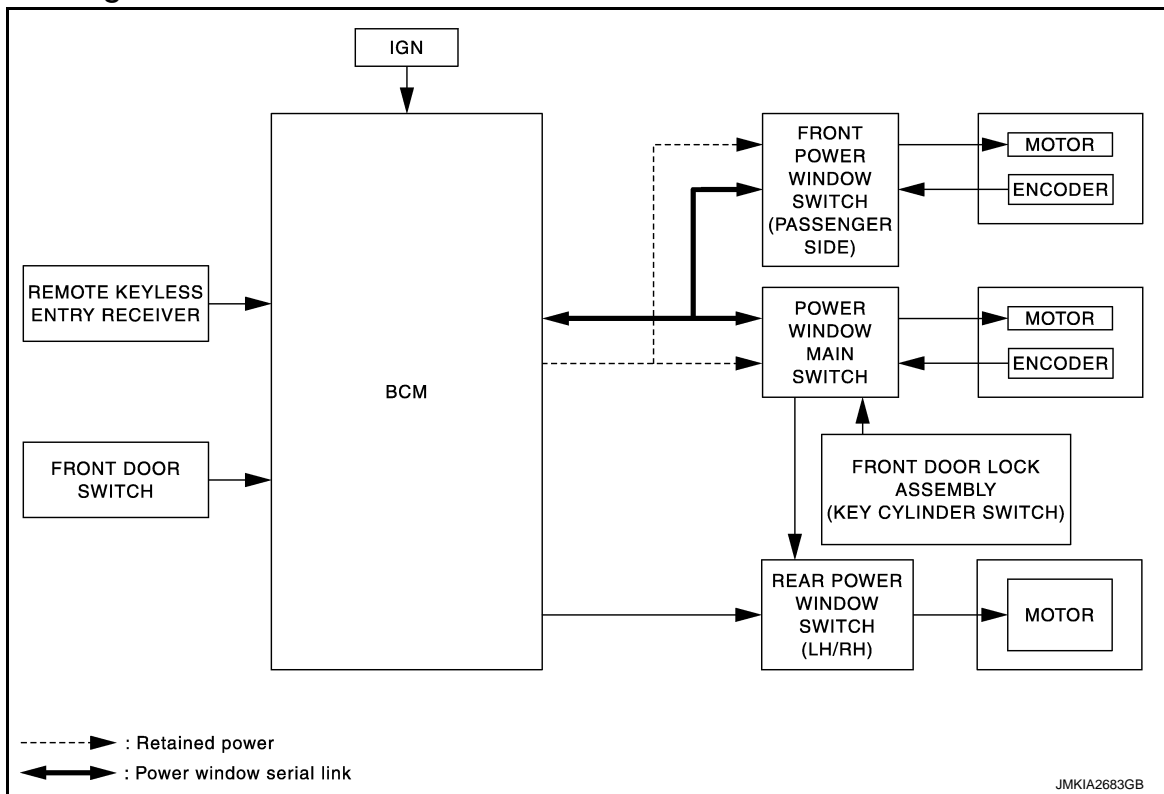 IGN
FRONT
POWER
WINDOW
SWITCH
(PASSENGER
SIDE)
MOTOR
ENCODER
REMOTE KEYLESS
ENTRY RECEIVER
BCM
POWER
WINDOW
MAIN
SWITCH
MOTOR
ENCODER
FRONT DOOR
SWITCH
FRONT DOOR LOCK
ASSEMBLY
(KEY CYLINDER SWITCH)
REAR POWER
WINDOW
SWITCH
(LH/RH)
MOTOR
: Retained power
: Power window serial link
JMKIA2683GB